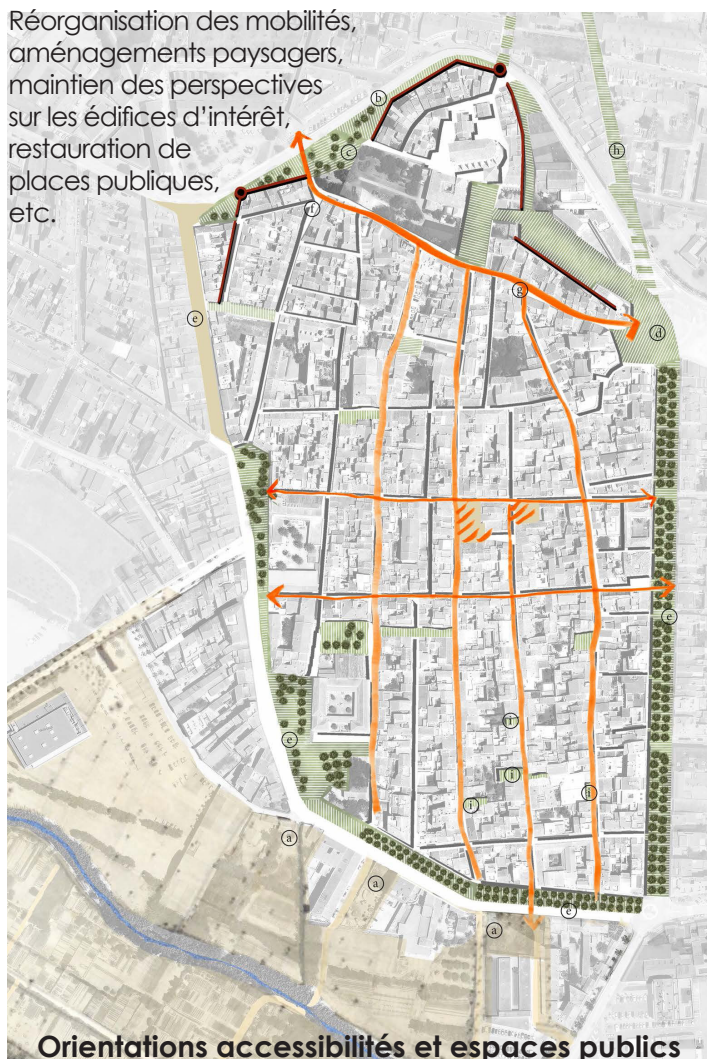 Réorganisation des mobilités,
aménagements paysagers,
maintien des perspectives
sur les édifices d'intérêt,
restauration de
places publiques,
etc.
b
c
h
f
g
e
d
e
i
e
i
i
i
a
a
e
a
Orientations accessibilités et espaces publics